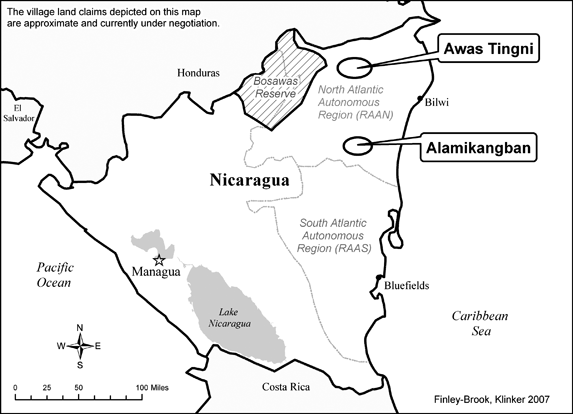 The village land claims depicted on this map
are approximate and currently under negotiation.
Awas Tingni
Honduras
Bosawas
Reserve
North Atlantic
Autonomous
Region (RAAN)
Bilwi
El
Salvador
Alamikangban
Nicaragua
South Atlantic
Autonomous
Region (RAAS)
Pacific
Ocean
Managua
Bluefields
Lake
Nicaragua
Caribbean
Sea
N
W
E
S
0 25 50 100 Miles
Costa Rica
Finley-Brook, Klinker 2007